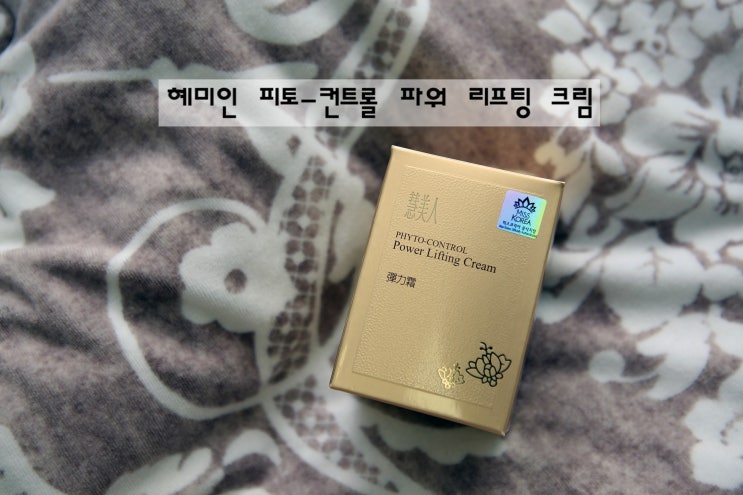 혜미인 피토-컨트롤 파워 리프팅 크림
慧美人
MISS
KOREA
PHYTO-CONTROL
Power Lifting Cream
彈力霜